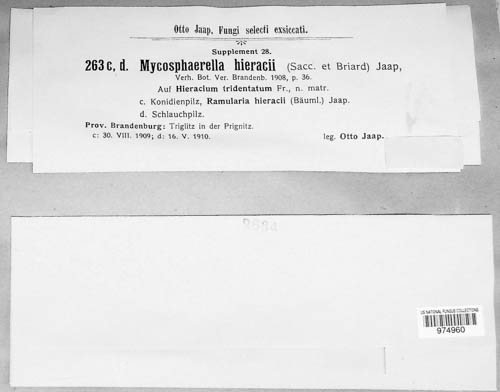 Otto Jaap. Fungi selecti exsiccati.
Supplement 28.
263 c, d. Mycosphaerella hieracii (Sacc. et Briard) Jaap,
Verh. Bot. Ver. Brandenb. 1908, p. 36.
Auf Hieracium tridentatum Fr., n. matr.
c. Konidienpilz, Ramularia hieracii (Bäuml.) Jaap.
d. Schlauchpilz.
Prov. Brandenburg: Triglitz in der Prignitz.
c: 30. VIII. 1909; d: 16. V. 1910.
leg. Otto Jaap.
US NATIONAL FUNGUS COLLECTIONS
974960